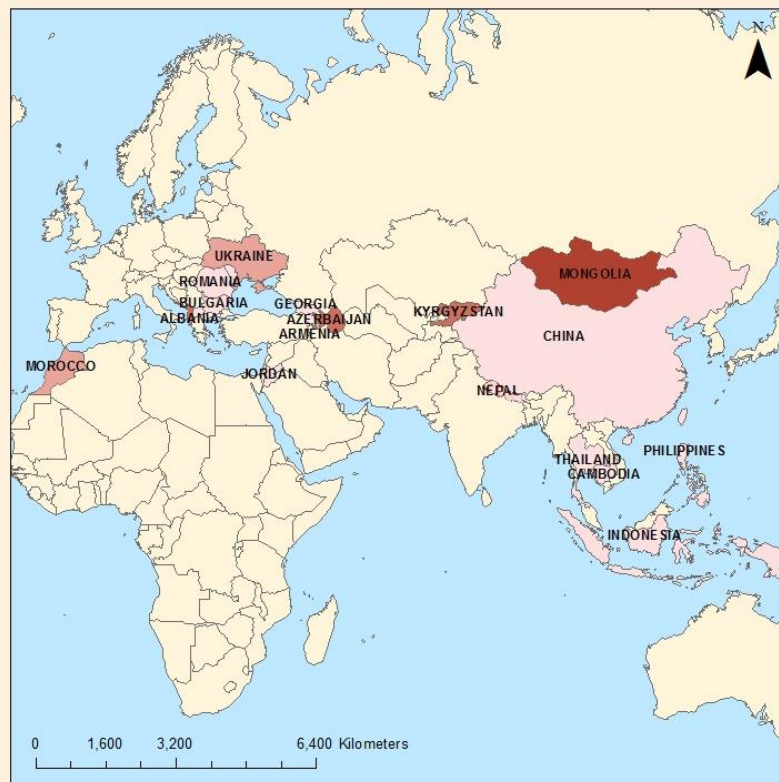 N
UKRAINE
MONGOLIA
ROMANIA
BULGARIA
GEORGIA
ALBANIA
AZERBAIJAN
KYRGYZSTAN
ARMENIA
CHINA
MOROCCO
JORDAN
NEPAL
THAILAND
PHILIPPINES
CAMBODIA
INDONESIA
0 1,600 3,200 6,400 Kilometers